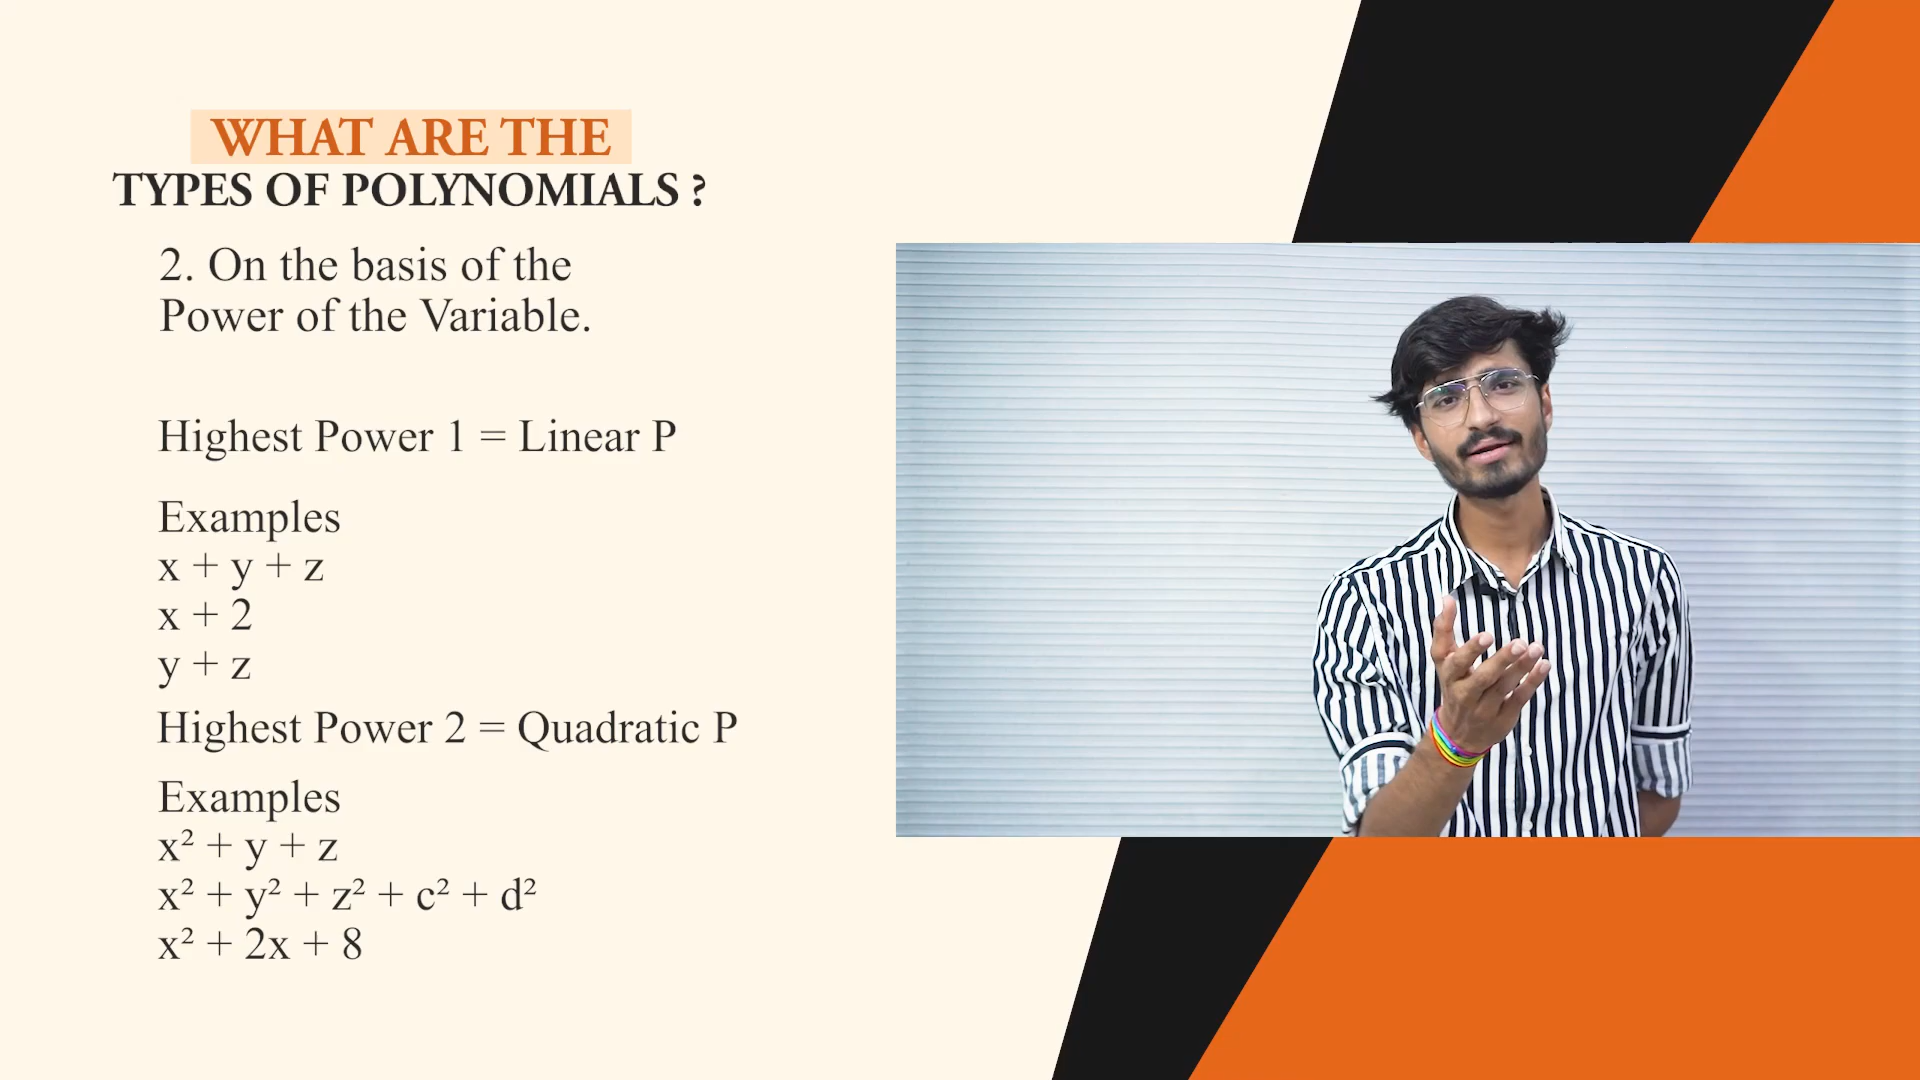 WHAT ARE THE
TYPES OF POLYNOMIALS ?
2. On the basis of the
Power of the Variable.
Highest Power 1 = Linear P
Examples
x + y + z
x + 2
y + z
Highest Power 2 = Quadratic P
Examples
x² + y + z
x² + y² + z² + c² + d²
x² + 2x + 8